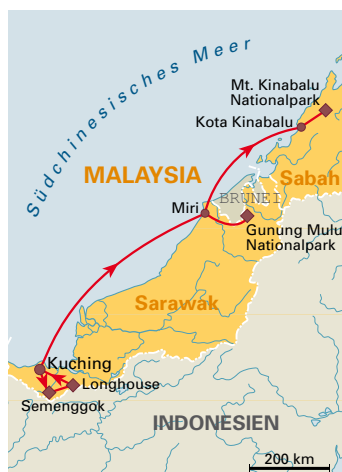 Südchinesisches Meer
Mt. Kinabalu
Nationalpark
Kota Kinabalu
MALAYSIA
Sabah
BRUNEI
Miri
Gunung Mulu
Nationalpark
Sarawak
Kuching
Longhouse
Semenggok
INDONESIEN
200 km